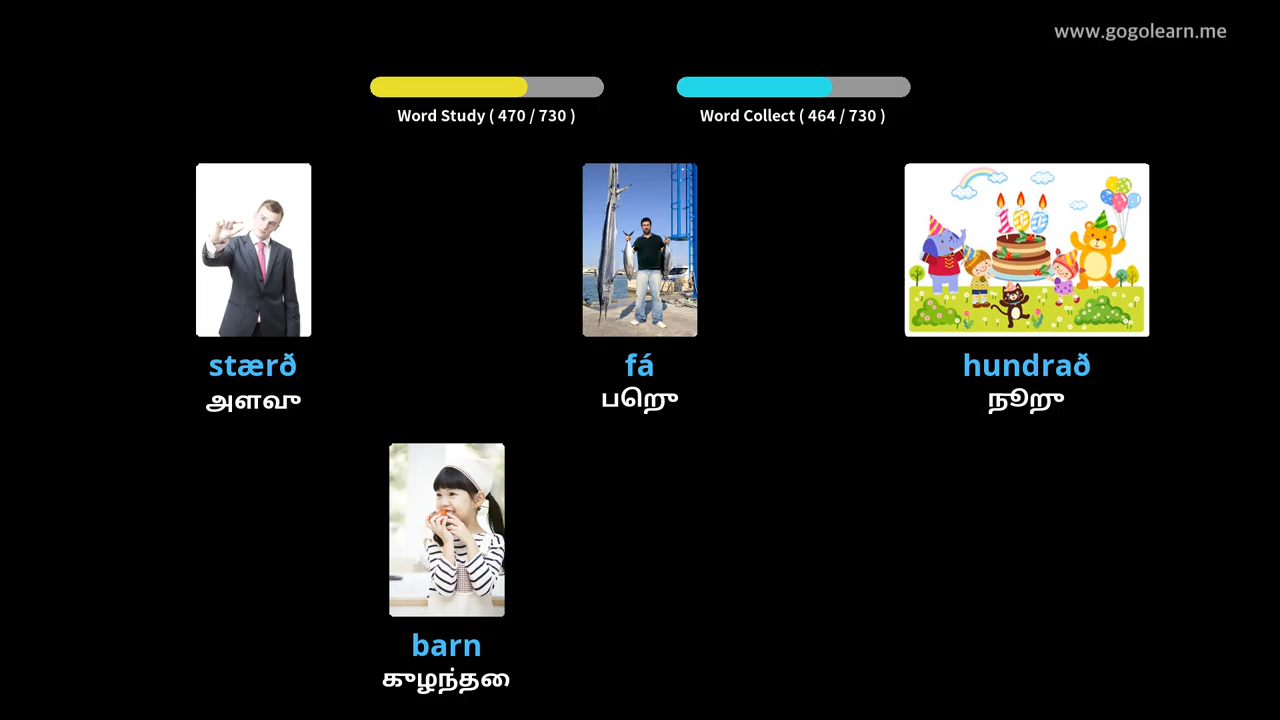 www.gogolearn.me
Word Study ( 470 / 730 )
Word Collect ( 464 / 730 )
stærð
அளவு
fá
பெறு
hundrað
நூறு
barn
குழந்தை